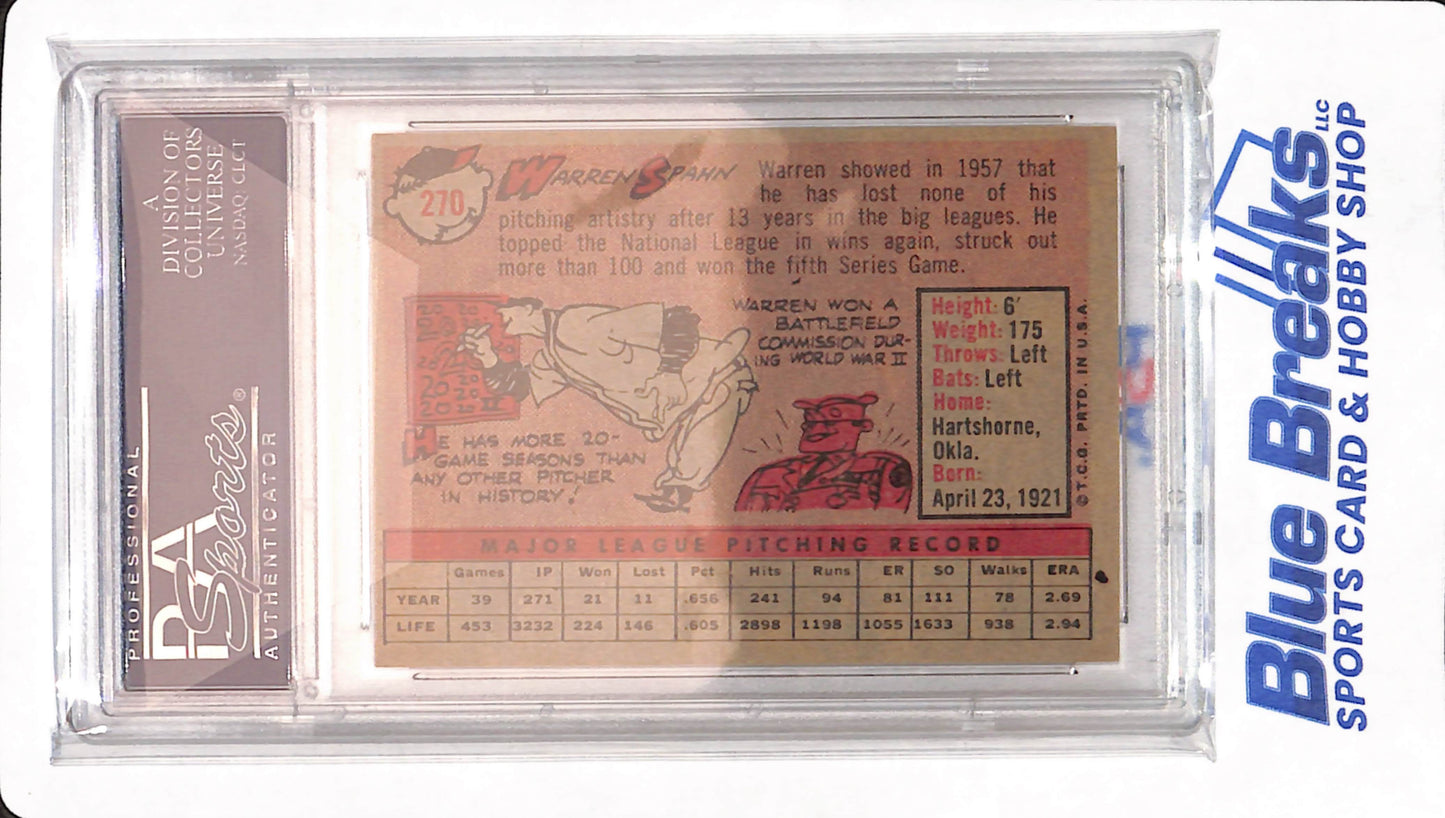 A
DIVISION OF
COLLECTORS
UNIVERSE
NASDAQ: CLCT
PROFESSIONAL
PSA
Sports®
AUTHENTICATOR
270
WARREN SPAHN
Warren showed in 1957 that
he has lost none of his
pitching artistry after 13 years in the big leagues. He
topped the National League in wins again, struck out
more than 100 and won the fifth Series Game.
20 20
HE HAS MORE 20-
GAME SEASONS THAN
ANY OTHER PITCHER
IN HISTORY!
WARREN WON A
BATTLEFIELD
COMMISSION DUR-
ING WORLD WAR II
Height: 6'
Weight: 175
Throws: Left
Bats: Left
Home:
Hartshorne,
Okla.
Born:
April 23, 1921
© T.C.G. PRTD. IN U.S.A.
MAJOR LEAGUE PITCHING RECORD
Games IP Won Lost Pct Hits Runs ER SO Walks ERA
YEAR 39 271 21 11 .656 241 94 81 111 78 2.69
LIFE 453 3232 224 146 .605 2898 1198 1055 1633 938 2.94
Blue Breaks LLC
SPORTS CARD & HOBBY SHOP